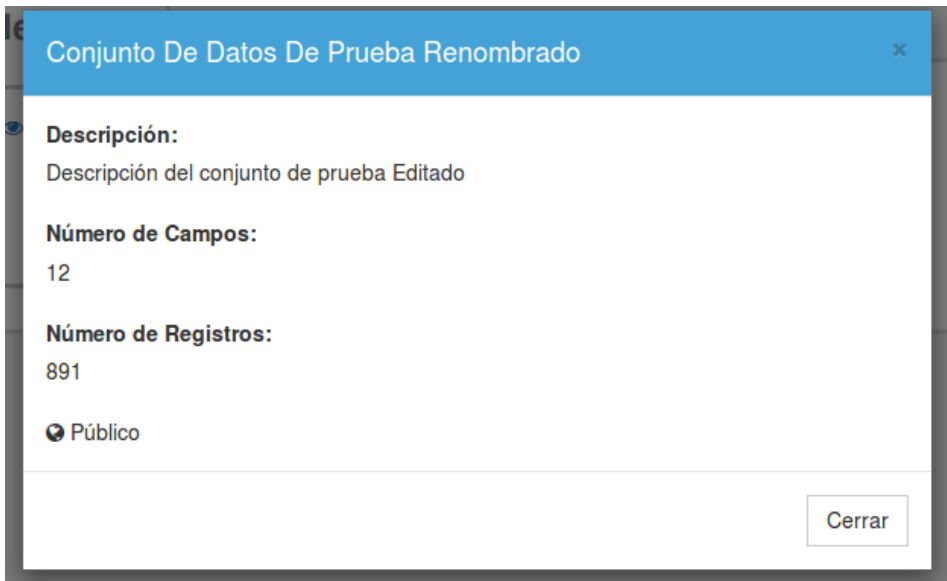 Conjunto De Datos De Prueba Renombrado ×
Descripción:
Descripción del conjunto de prueba Editado
Número de Campos:
12
Número de Registros:
891
Público
Cerrar